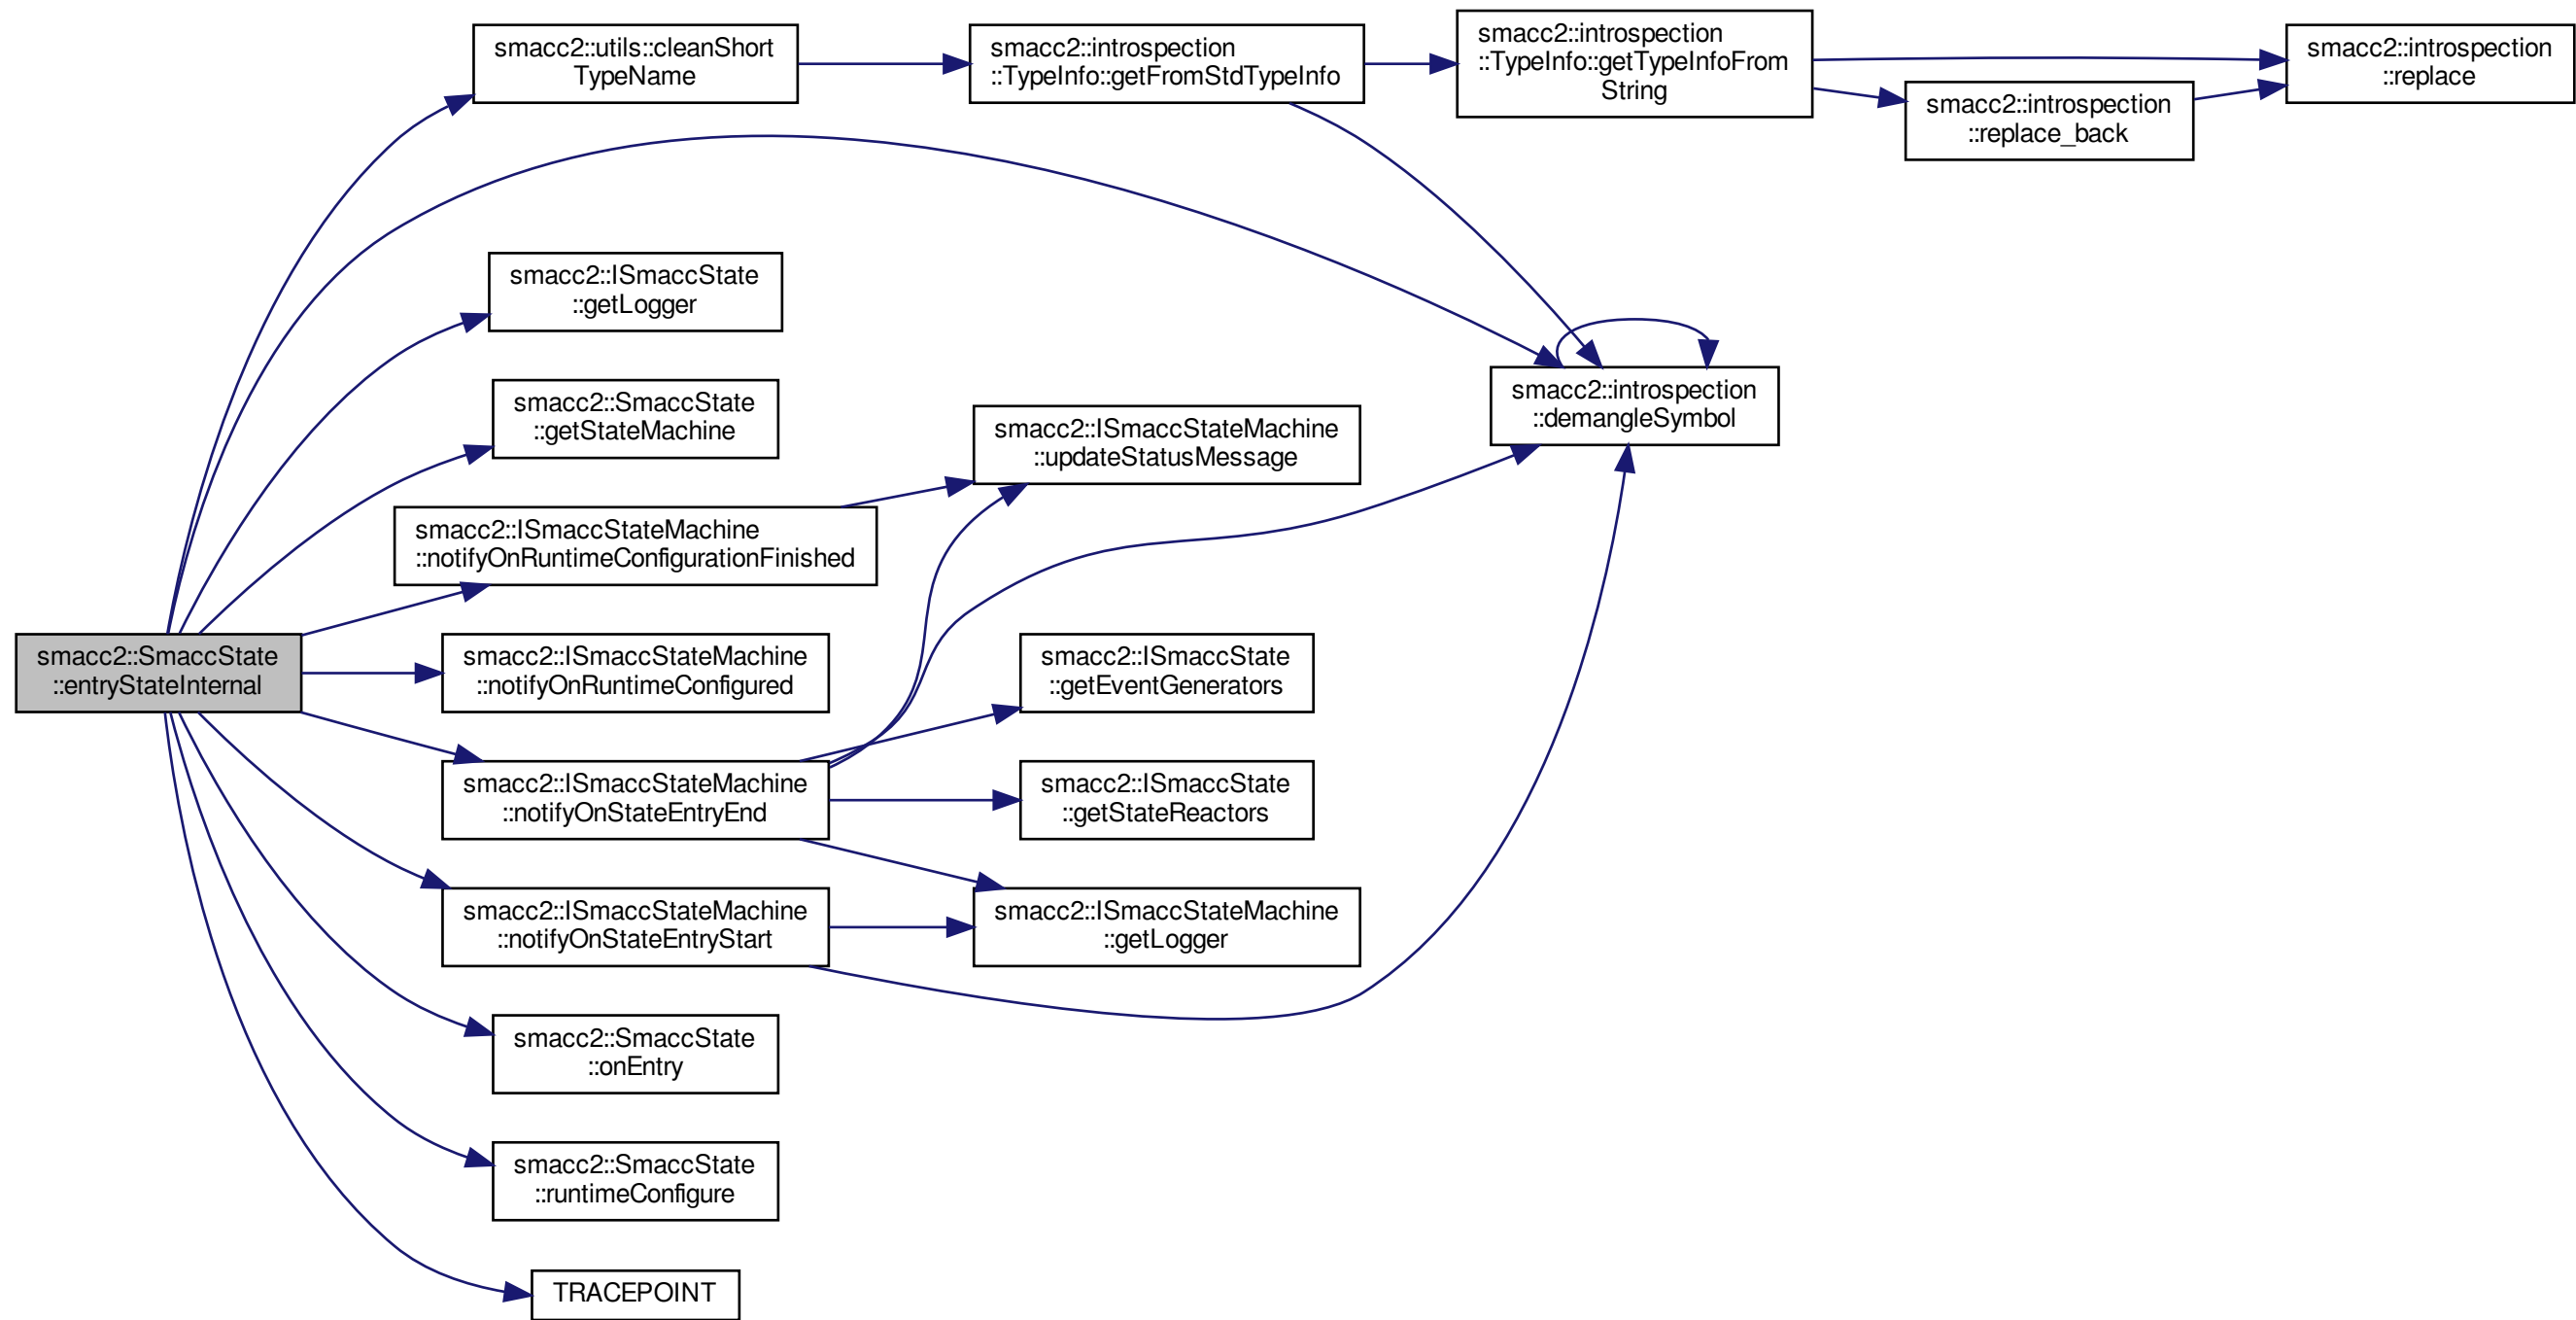 smacc2::utils::cleanShort
TypeName
smacc2::introspection
::TypeInfo::getFromStdTypeInfo
smacc2::introspection
::TypeInfo::getTypeInfoFrom
String
smacc2::introspection
::replace
smacc2::introspection
::replace_back
smacc2::ISmaccState
::getLogger
smacc2::SmaccState
::getStateMachine
smacc2::introspection
::demangleSymbol
smacc2::ISmaccStateMachine
::updateStatusMessage
smacc2::ISmaccStateMachine
::notifyOnRuntimeConfigurationFinished
smacc2::SmaccState
::entryStateInternal
smacc2::ISmaccStateMachine
::notifyOnRuntimeConfigured
smacc2::ISmaccState
::getEventGenerators
smacc2::ISmaccStateMachine
::notifyOnStateEntryEnd
smacc2::ISmaccState
::getStateReactors
smacc2::ISmaccStateMachine
::notifyOnStateEntryStart
smacc2::ISmaccStateMachine
::getLogger
smacc2::SmaccState
::onEntry
smacc2::SmaccState
::runtimeConfigure
TRACEPOINT